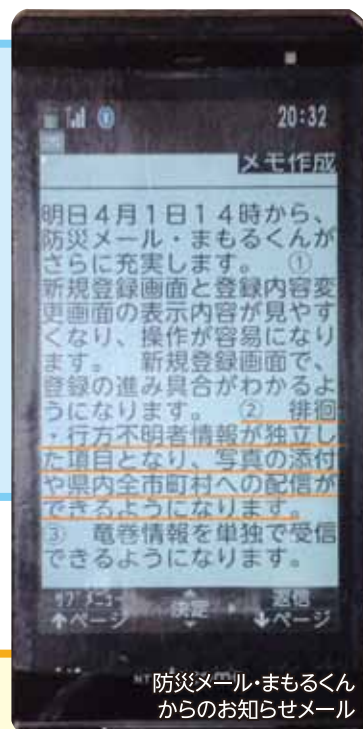 20:32
メモ作成
明日4月1日14時から、
防災メール・まもるくんが
さらに充実します。 ①
新規登録画面と登録内容変
更画面の表示内容が見やす
くなり、操作が容易になり
ます。 新規登録画面で、
登録の進み具合がわかるよ
うになります。 ② 徘徊
・行方不明者情報が独立し
た項目となり、写真の添付
や県内全市町村への配信が
できるようになります。
③ 竜巻情報を単独で受信
できるようになります。
サブメニュー 決定 返信
↑ページ ↓ページ
防災メール・まもるくん
からのお知らせメール